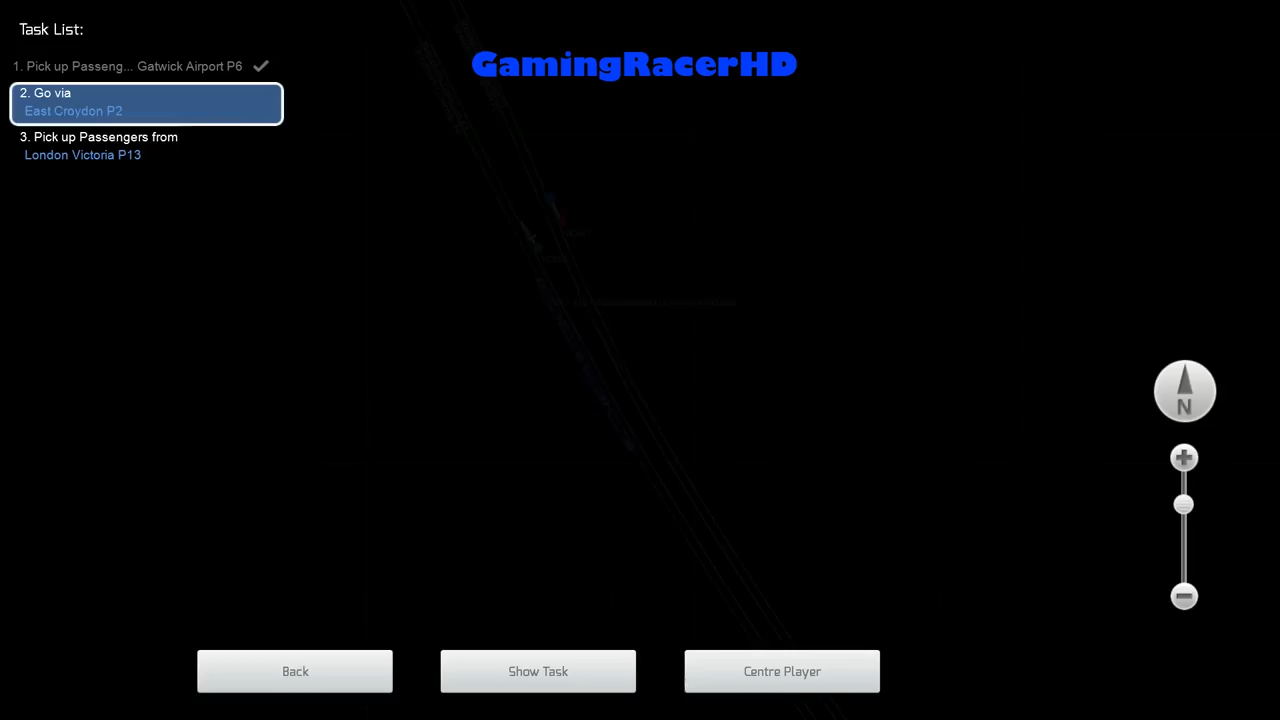 Task List:
GamingRacerHD
1. Pick up Passeng... Gatwick Airport P6
2. Go via
East Croydon P2
3. Pick up Passengers from
London Victoria P13
N
Back
Show Task
Centre Player